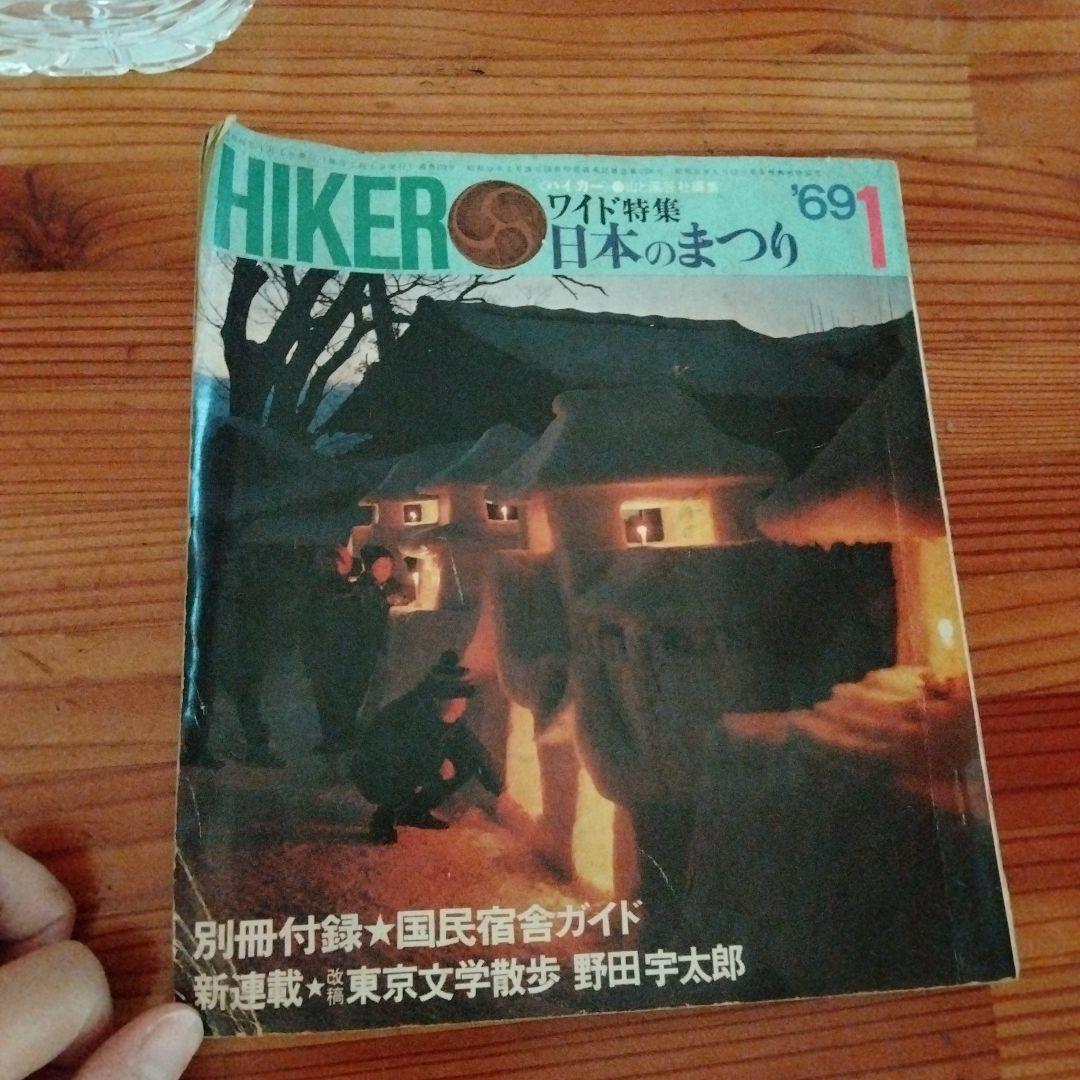 HIKER
ハイカー ●山と溪谷社編集
ワイド特集
日本のまつり
'69 1
別冊付録★国民宿舎ガイド
新連載★改稿 東京文学散歩 野田宇太郎